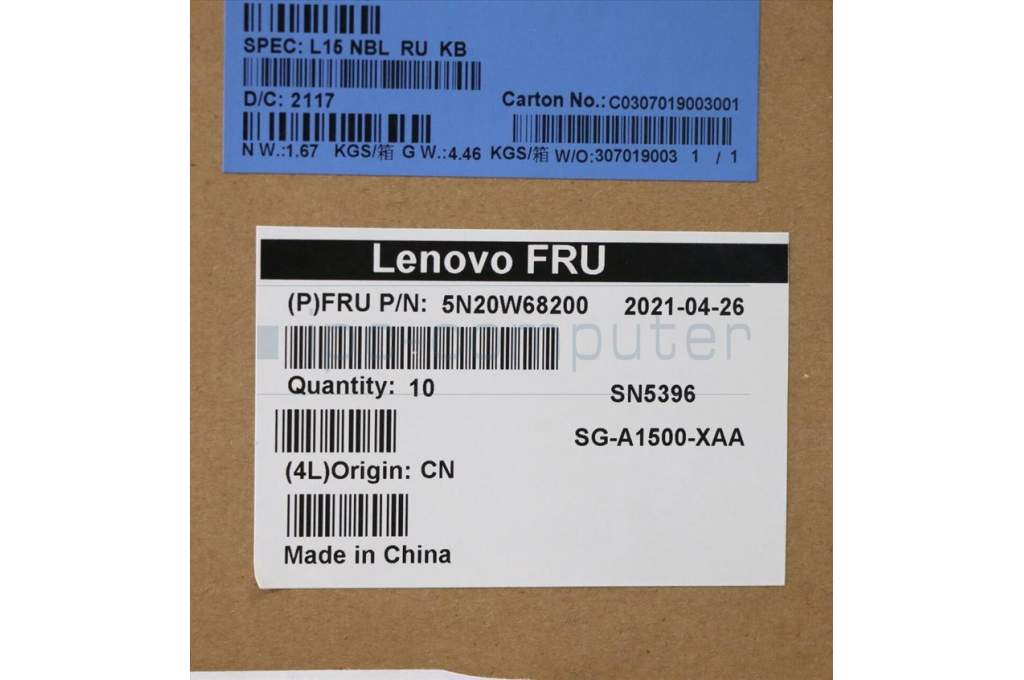 SPEC: L15 NBL RU KB
D/C: 2117
Carton No.: C0307019003001
N W.:1.67 KGS/箱 G W.:4.46 KGS/箱 W/O:307019003 1 / 1
Lenovo FRU
(P)FRU P/N: 5N20W68200 2021-04-26
ipc-computer
Quantity: 10
SN5396
SG-A1500-XAA
(4L)Origin: CN
Made in China